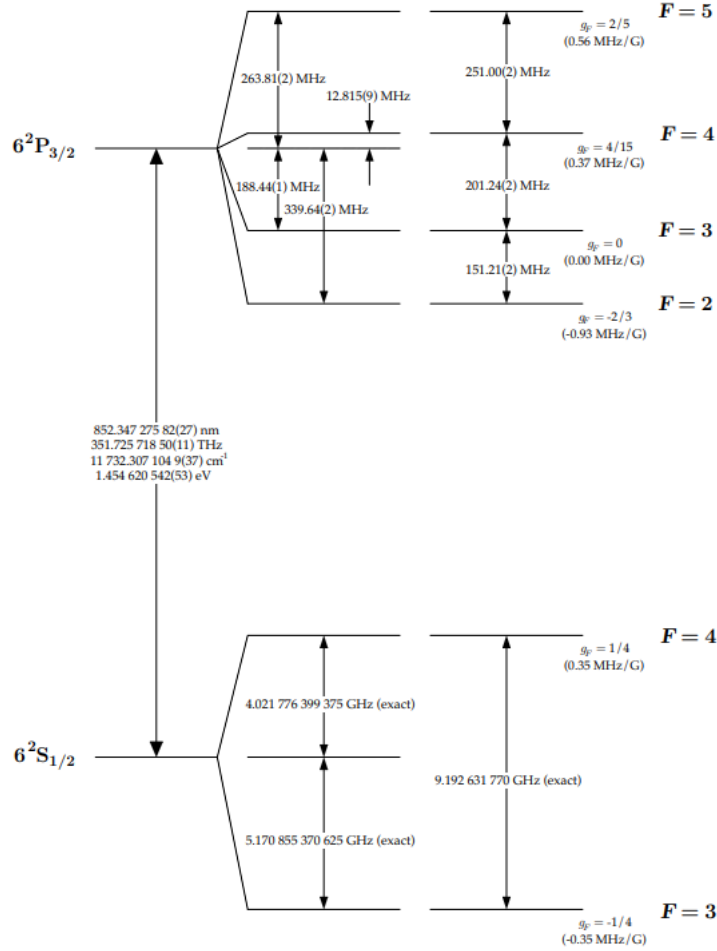 F = 5
g_F = 2/5
(0.56 MHz/G)
263.81(2) MHz
251.00(2) MHz
12.815(9) MHz
6²P₃/₂
F = 4
g_F = 4/15
(0.37 MHz/G)
188.44(1) MHz
201.24(2) MHz
339.64(2) MHz
F = 3
g_F = 0
(0.00 MHz/G)
151.21(2) MHz
F = 2
g_F = -2/3
(-0.93 MHz/G)
852.347 275 82(27) nm
351.725 718 50(11) THz
11 732.307 104 9(37) cm⁻¹
1.454 620 542(53) eV
F = 4
g_F = 1/4
(0.35 MHz/G)
4.021 776 399 375 GHz (exact)
6²S₁/₂
9.192 631 770 GHz (exact)
5.170 855 370 625 GHz (exact)
F = 3
g_F = -1/4
(-0.35 MHz/G)